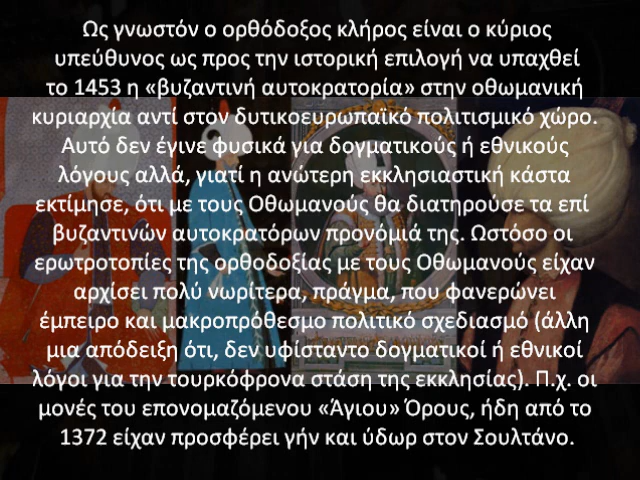 Ως γνωστόν ο ορθόδοξος κλήρος είναι ο κύριος
υπεύθυνος ως προς την ιστορική επιλογή να υπαχθεί
το 1453 η «βυζαντινή αυτοκρατορία» στην οθωμανική
κυριαρχία αντί στον δυτικοευρωπαϊκό πολιτισμικό χώρο.
Αυτό δεν έγινε φυσικά για δογματικούς ή εθνικούς
λόγους αλλά, γιατί η ανώτερη εκκλησιαστική κάστα
εκτίμησε, ότι με τους Οθωμανούς θα διατηρούσε τα επί
βυζαντινών αυτοκρατόρων προνόμιά της. Ωστόσο οι
ερωτροτοπίες της ορθοδοξίας με τους Οθωμανούς είχαν
αρχίσει πολύ νωρίτερα, πράγμα, που φανερώνει
έμπειρο και μακροπρόθεσμο πολιτικό σχεδιασμό (άλλη
μια απόδειξη ότι, δεν υφίσταντο δογματικοί ή εθνικοί
λόγοι για την τουρκόφρονα στάση της εκκλησίας). Π.χ. οι
μονές του επονομαζόμενου «Άγιου» Όρους, ήδη από το
1372 είχαν προσφέρει γήν και ύδωρ στον Σουλτάνο.